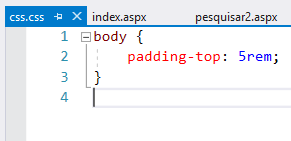 css.css index.aspx pesquisar2.aspx
1 body {
2 padding-top: 5rem;
3 }
4